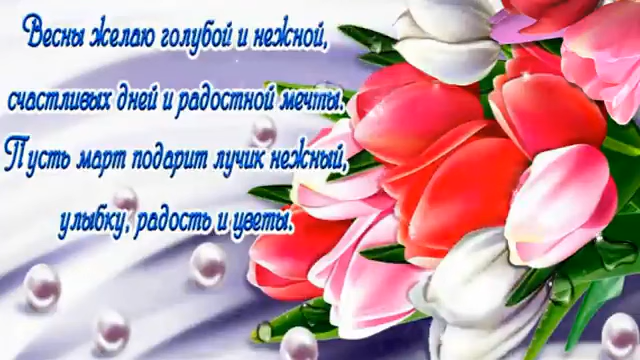 Весны желаю голубой и нежной,
счастливых дней и радостной мечты.
Пусть март подарит лучик нежный,
улыбку, радость и цветы.